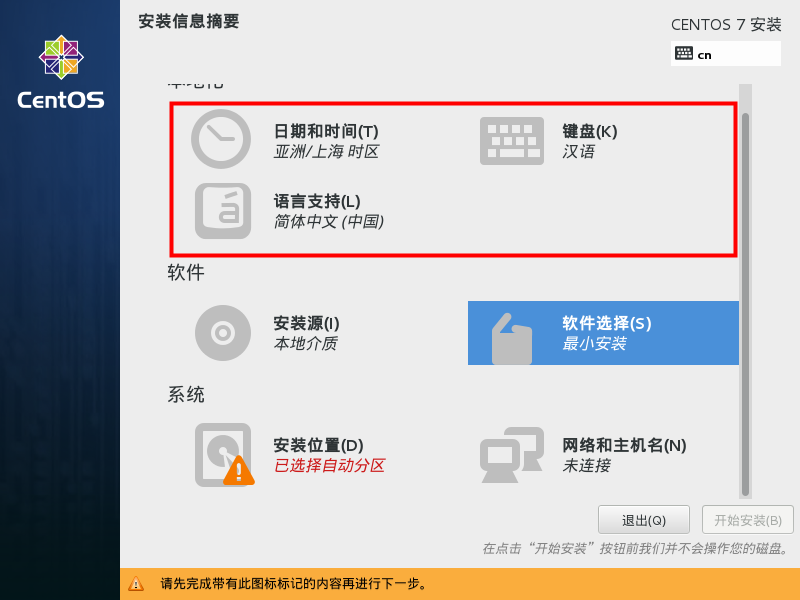 安装信息摘要
CENTOS 7 安装
cn
CentOS
本地化
日期和时间(T)
亚洲/上海 时区
键盘(K)
汉语
语言支持(L)
简体中文 (中国)
软件
安装源(I)
本地介质
软件选择(S)
最小安装
系统
安装位置(D)
已选择自动分区
网络和主机名(N)
未连接
退出(Q)
开始安装(B)
在点击“开始安装”按钮前我们并不会操作您的磁盘。
请先完成带有此图标标记的内容再进行下一步。